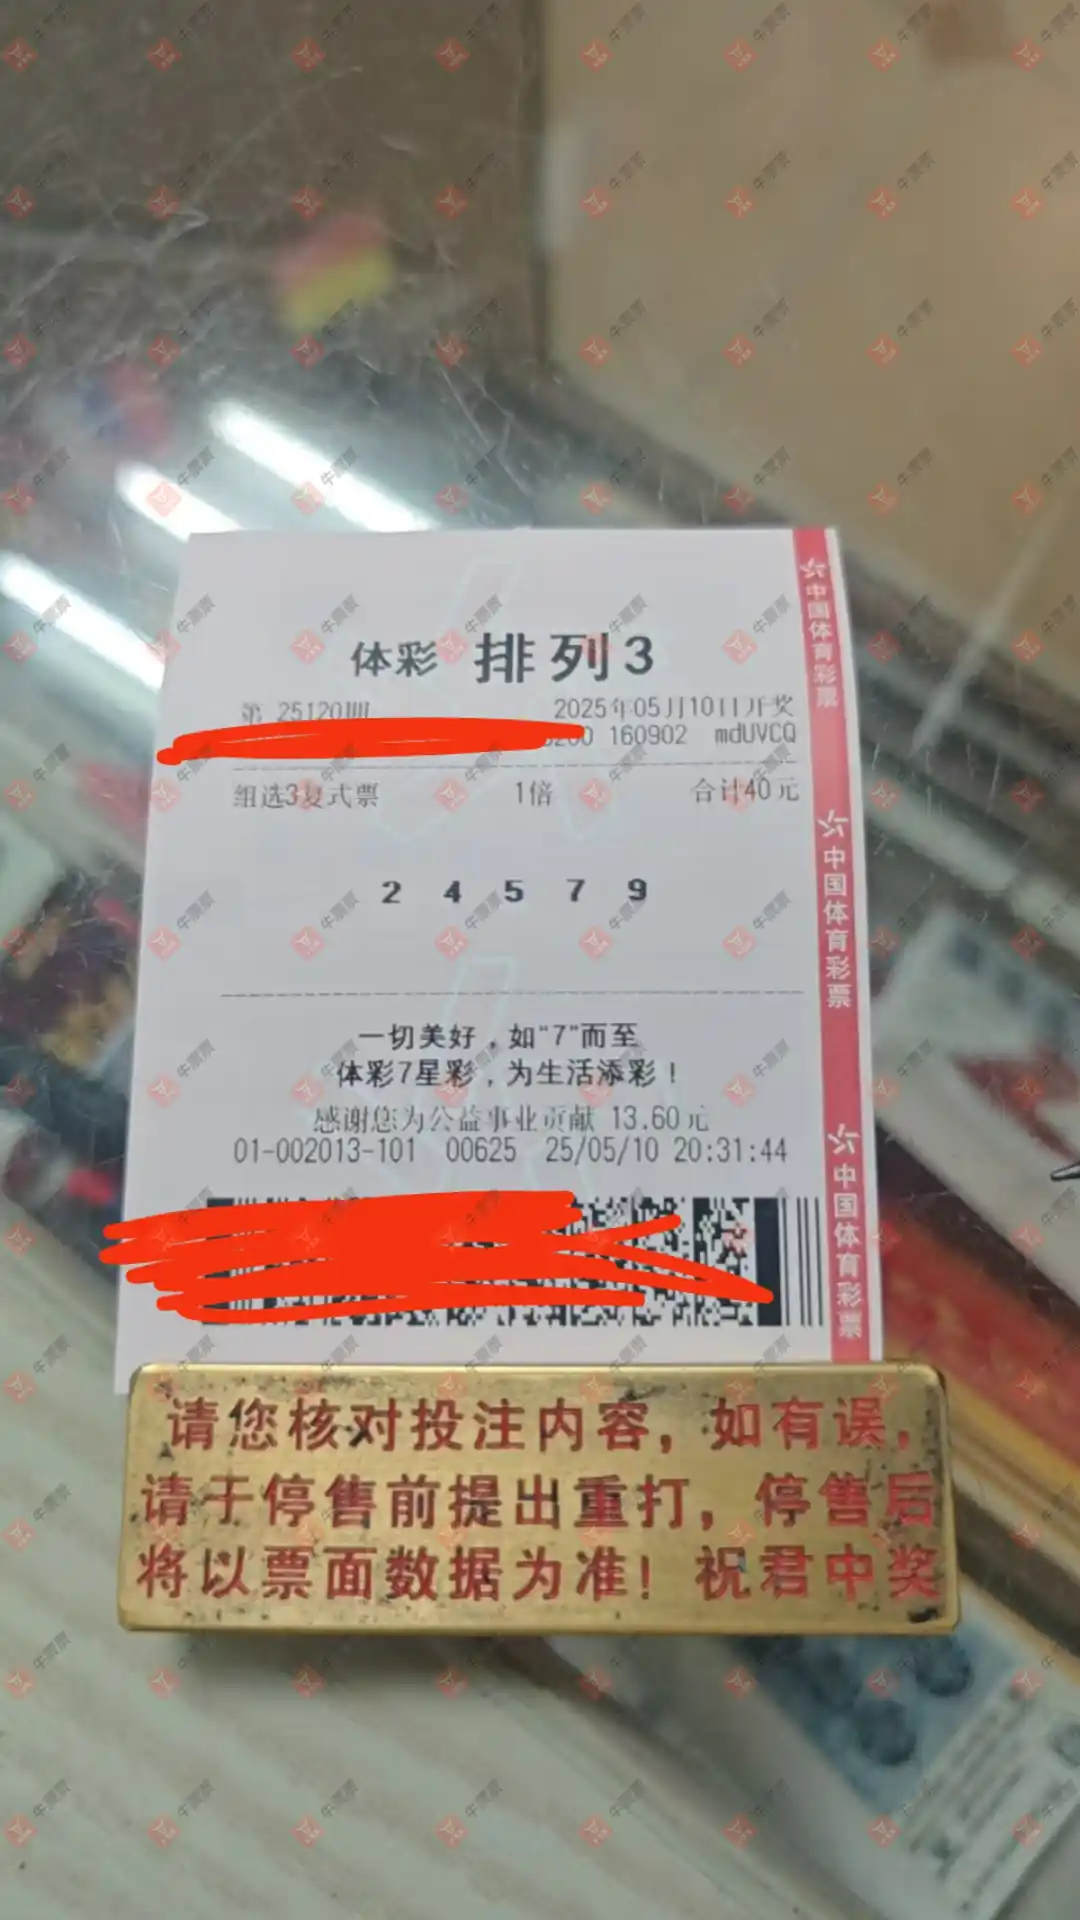 体彩 排列3
第 25120期 2025年05月10日开奖
160902 mdUVCQ
组选3复式票 1倍 合计40元
2 4 5 7 9
一切美好，如“7”而至
体彩7星彩，为生活添彩！
感谢您为公益事业贡献 13.60元
01-002013-101 00625 25/05/10 20:31:44
中国体育彩票
中国体育彩票
中国体育彩票
请您核对投注内容，如有误，
请于停售前提出重打，停售后
将以票面数据为准！祝君中奖
牛票票